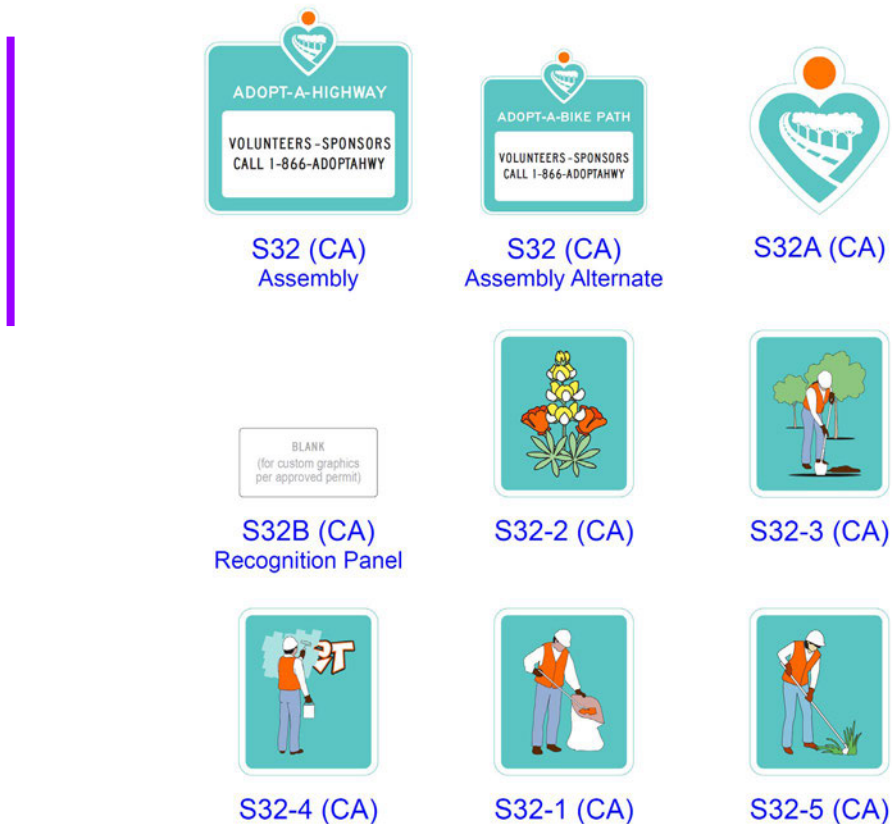 ADOPT-A-HIGHWAY
VOLUNTEERS-SPONSORS
CALL 1-866-ADOPTAHWY
S32 (CA)
Assembly
ADOPT-A-BIKE PATH
VOLUNTEERS-SPONSORS
CALL 1-866-ADOPTAHWY
S32 (CA)
Assembly Alternate
S32A (CA)
BLANK
(for custom graphics
per approved permit)
S32B (CA)
Recognition Panel
S32-2 (CA)
S32-3 (CA)
PT
S32-4 (CA)
S32-1 (CA)
S32-5 (CA)